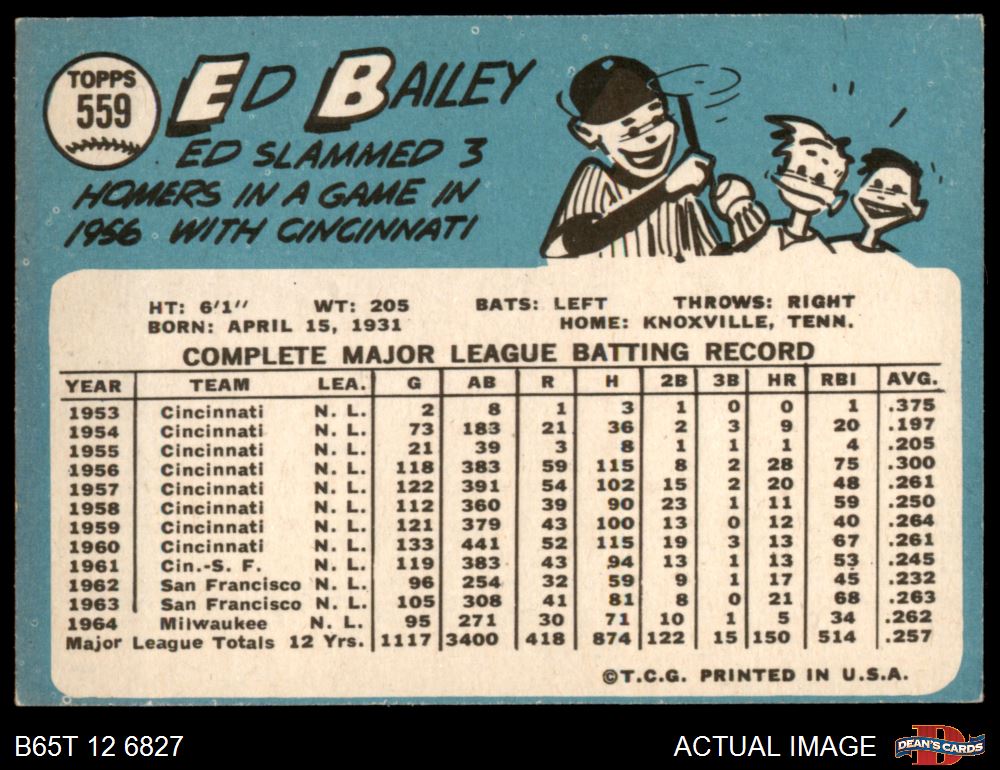 TOPPS
559
ED BAILEY
ED SLAMMED 3
HOMERS IN A GAME IN
1956 WITH CINCINNATI
HT: 6'1" WT: 205 BATS: LEFT THROWS: RIGHT
BORN: APRIL 15, 1931 HOME: KNOXVILLE, TENN.
COMPLETE MAJOR LEAGUE BATTING RECORD
YEAR TEAM LEA. G AB R H 2B 3B HR RBI AVG.
1953 Cincinnati N. L. 2 8 1 3 1 0 0 1 .375
1954 Cincinnati N. L. 73 183 21 36 2 3 9 20 .197
1955 Cincinnati N. L. 21 39 3 8 1 1 1 4 .205
1956 Cincinnati N. L. 118 383 59 115 8 2 28 75 .300
1957 Cincinnati N. L. 122 391 54 102 15 2 20 48 .261
1958 Cincinnati N. L. 112 360 39 90 23 1 11 59 .250
1959 Cincinnati N. L. 121 379 43 100 13 0 12 40 .264
1960 Cincinnati N. L. 133 441 52 115 19 3 13 67 .261
1961 Cin.-S. F. N. L. 119 383 43 94 13 1 13 53 .245
1962 San Francisco N. L. 96 254 32 59 9 1 17 45 .232
1963 San Francisco N. L. 105 308 41 81 8 0 21 68 .263
1964 Milwaukee N. L. 95 271 30 71 10 1 5 34 .262
Major League Totals 12 Yrs. 1117 3400 418 874 122 15 150 514 .257
©T.C.G. PRINTED IN U.S.A.
B65T 12 6827 ACTUAL IMAGE DEAN'S CARDS